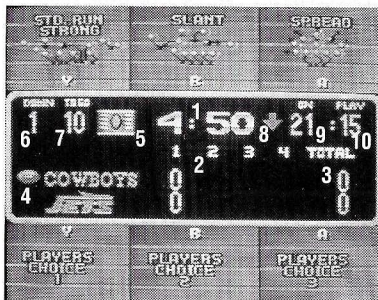 STD. RUN STRONG SLANT SPREAD
Y B A
DOWN TOGO 1 ON PLAY
1 10 0 4:50 21 :15
6 7 5 8 9 10
1 2 3 4 TOTAL
2
COWBOYS 0 3 0
4 JETS 0 0
Y B A
PLAYERS CHOICE 1 PLAYERS CHOICE 2 PLAYERS CHOICE 3